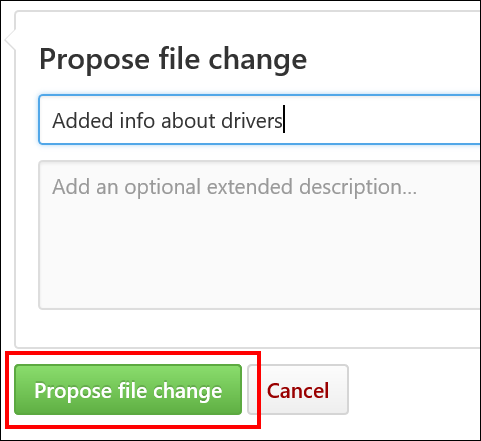 Propose file change
Added info about drivers
Add an optional extended description...
Propose file change
Cancel